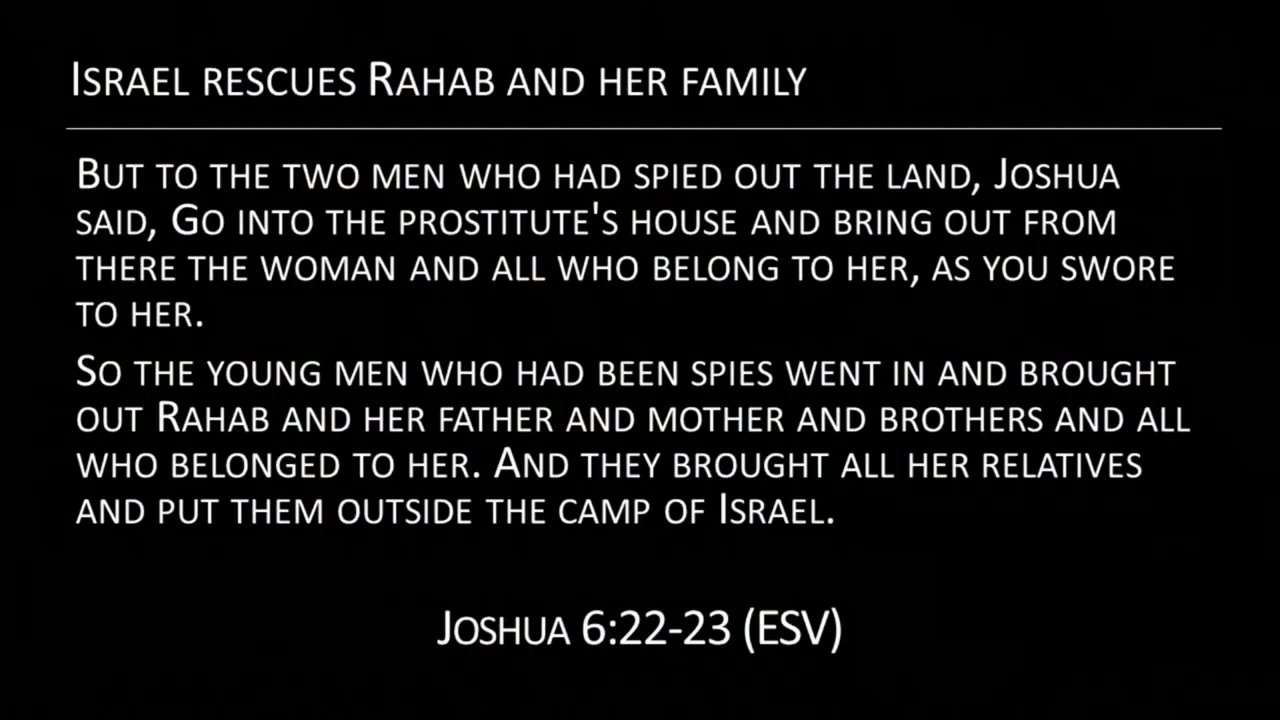 Israel rescues Rahab and her family
But to the two men who had spied out the land, Joshua
said, Go into the prostitute's house and bring out from
there the woman and all who belong to her, as you swore
to her.
So the young men who had been spies went in and brought
out Rahab and her father and mother and brothers and all
who belonged to her. And they brought all her relatives
and put them outside the camp of Israel.
Joshua 6:22-23 (ESV)